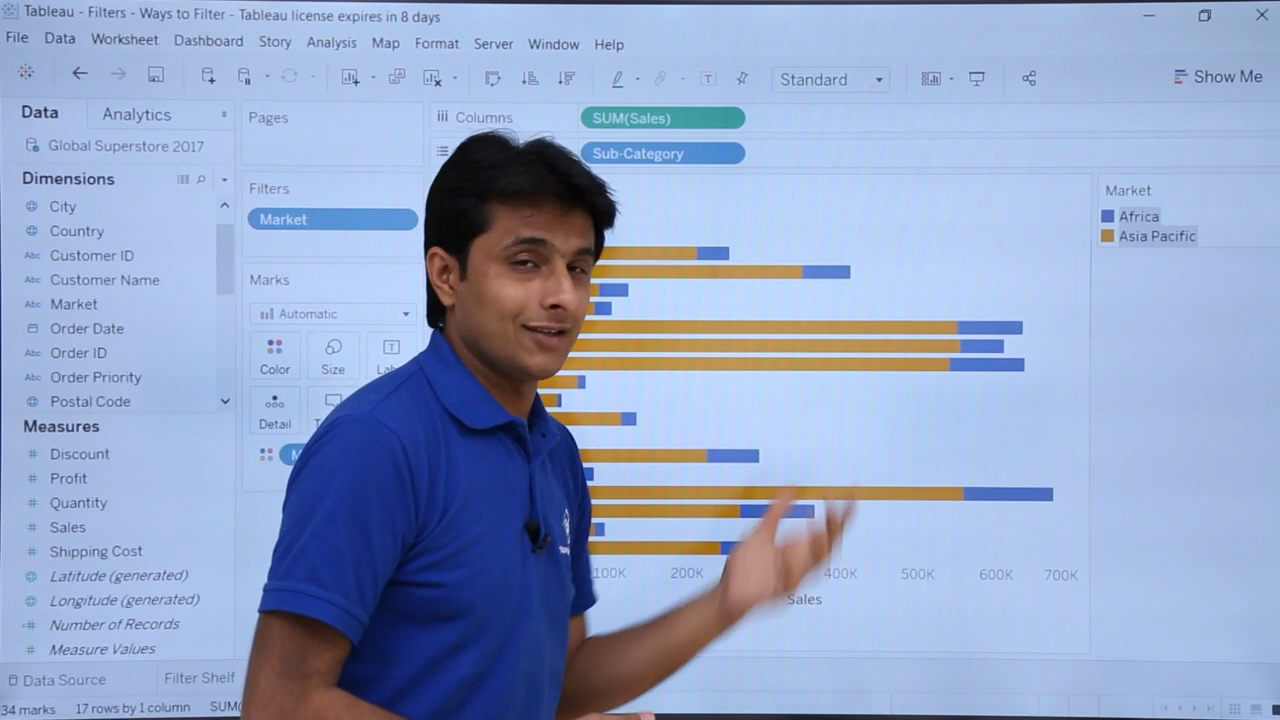 Tableau - Filters - Ways to Filter - Tableau license expires in 8 days
File Data Worksheet Dashboard Story Analysis Map Format Server Window Help
Standard
Show Me
Data
Analytics
Global Superstore 2017
Dimensions
City
Country
Abc Customer ID
Abc Customer Name
Abc Market
Order Date
Abc Order ID
Abc Order Priority
Postal Code
Measures
# Discount
# Profit
# Quantity
# Sales
# Shipping Cost
Latitude (generated)
Longitude (generated)
# Number of Records
# Measure Values
Pages
Filters
Market
Marks
Automatic
Color
Size
Detail
Columns
SUM(Sales)
Sub-Category
100K 200K 400K 500K 600K 700K
Sales
Market
Africa
Asia Pacific
Data Source
Filter Shelf
34 marks 17 rows by 1 column